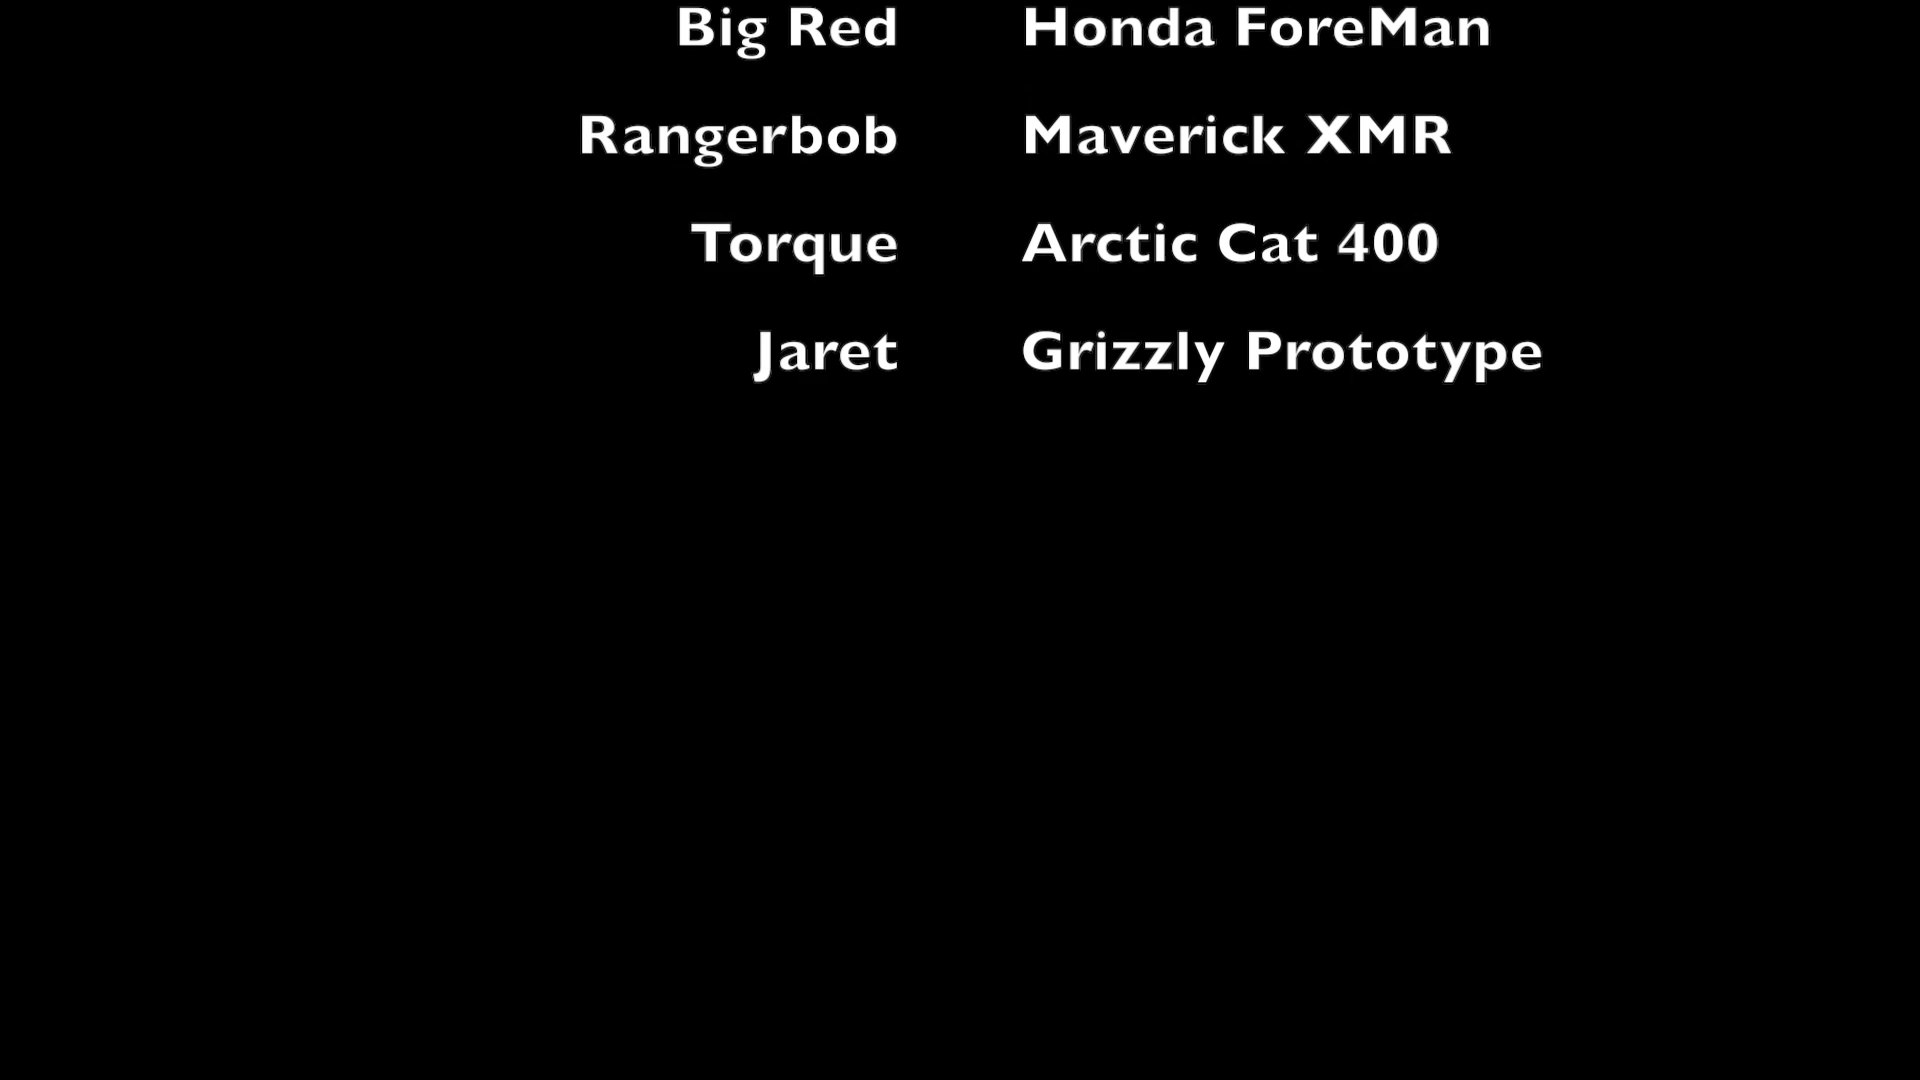 Big Red Honda ForeMan
Rangerbob Maverick XMR
Torque Arctic Cat 400
Jaret Grizzly Prototype